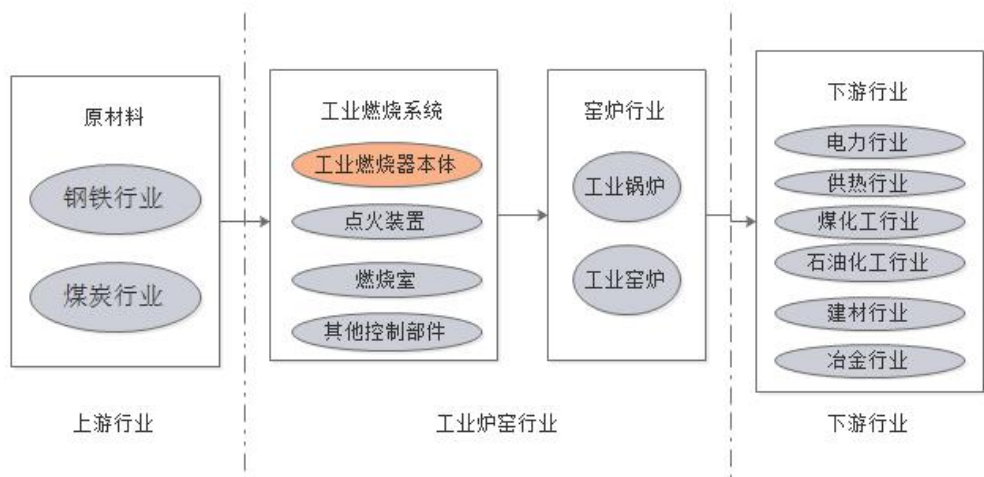 原材料
钢铁行业
煤炭行业
工业燃烧系统
工业燃烧器本体
点火装置
燃烧室
其他控制部件
窑炉行业
工业锅炉
工业窑炉
下游行业
电力行业
供热行业
煤化工行业
石油化工行业
建材行业
冶金行业
上游行业
工业炉窑行业
下游行业